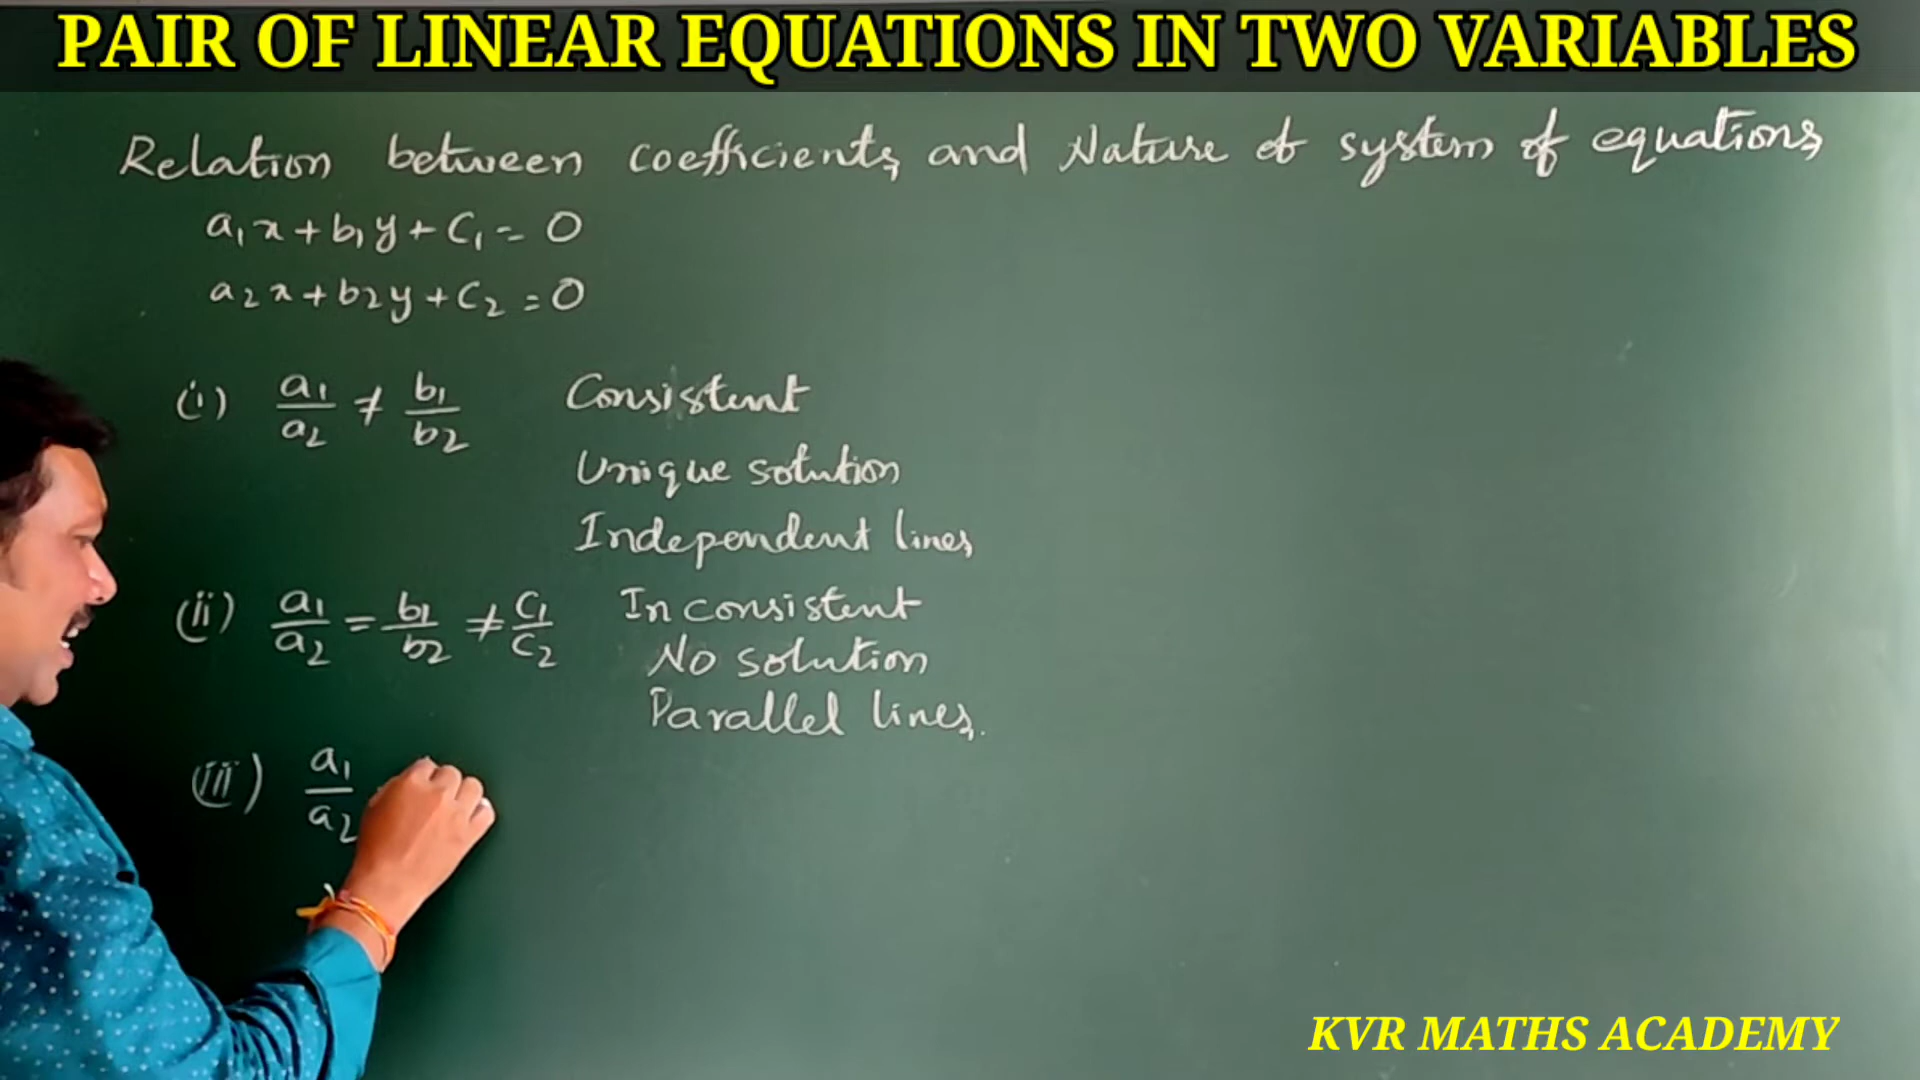 PAIR OF LINEAR EQUATIONS IN TWO VARIABLES
Relation between coefficients and Nature of system of equations
a₁x + b₁y + C₁ = 0
a₂x + b₂y + C₂ = 0
(i) a₁/a₂ ≠ b₁/b₂ Consistent
Unique solution
Independent lines
(ii) a₁/a₂ = b₁/b₂ ≠ C₁/C₂ Inconsistent
No solution
Parallel lines.
(iii) a₁/a₂
KVR MATHS ACADEMY